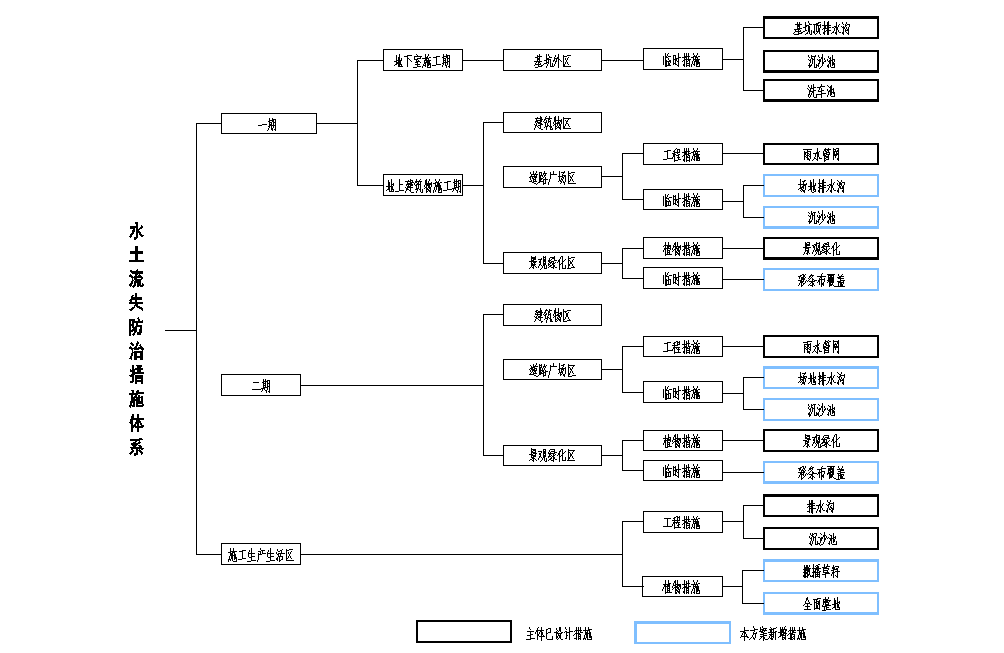 水土流失防治措施体系
一期
地下室施工期
基坑外区
临时措施
基坑顶排水沟
沉沙池
洗车池
地上建筑物施工期
建筑物区
道路广场区
工程措施
雨水管网
临时措施
场地排水沟
沉沙池
景观绿化区
植物措施
景观绿化
临时措施
彩条布覆盖
二期
建筑物区
道路广场区
工程措施
雨水管网
临时措施
场地排水沟
沉沙池
景观绿化区
植物措施
景观绿化
临时措施
彩条布覆盖
施工生产生活区
工程措施
排水沟
沉沙池
植物措施
撒播草籽
全面整地
主体已设计措施
本方案新增措施